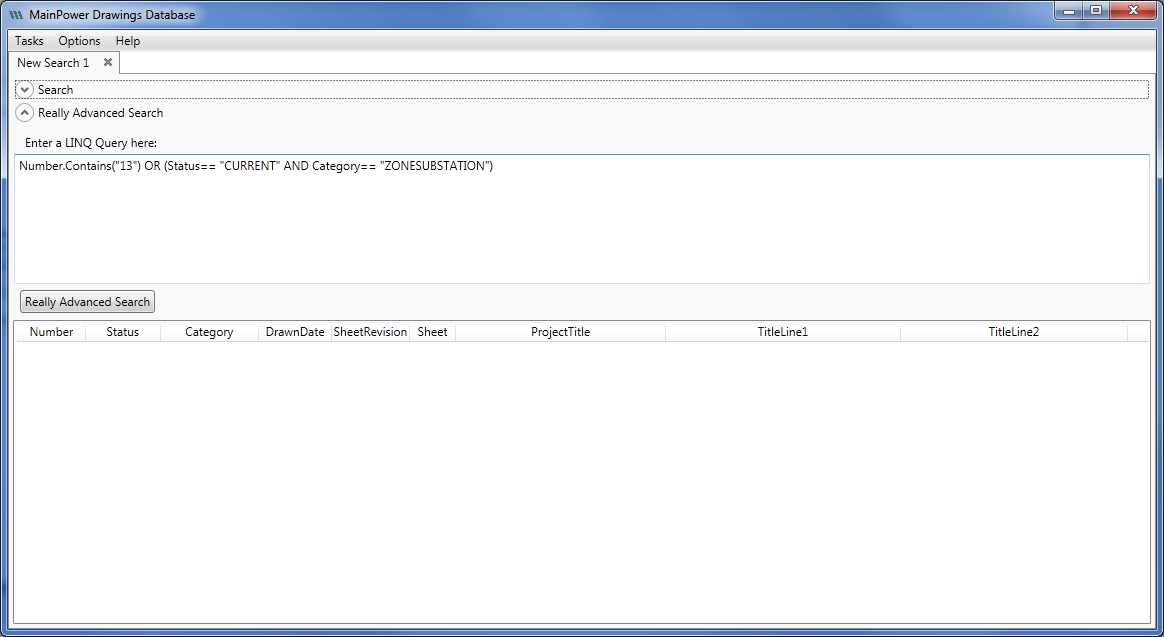 MainPower Drawings Database
Tasks Options Help
New Search 1
Search
Really Advanced Search
Enter a LINQ Query here:
Number.Contains("13") OR (Status== "CURRENT" AND Category== "ZONESUBSTATION")
Really Advanced Search
Number Status Category DrawnDate SheetRevision Sheet ProjectTitle TitleLine1 TitleLine2